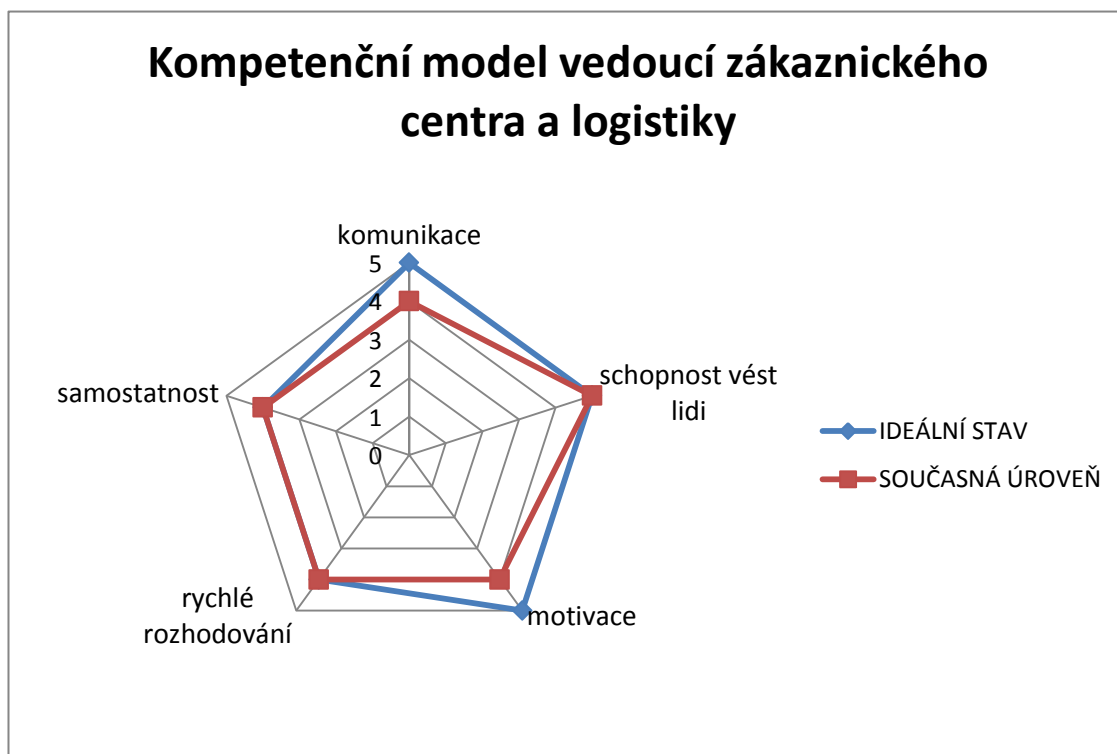 Kompetenční model vedoucí zákaznického
centra a logistiky
komunikace
5
4
3
2
1
0
schopnost vést
lidi
motivace
rychlé
rozhodování
samostatnost
IDEÁLNÍ STAV
SOUČASNÁ ÚROVEŇ